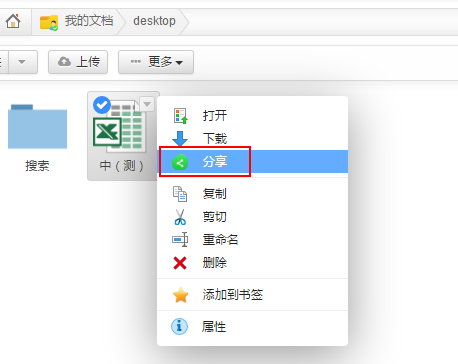 我的文档 desktop
上传 更多
搜索
中（测）
打开
下载
分享
复制
剪切
重命名
删除
添加到书签
属性